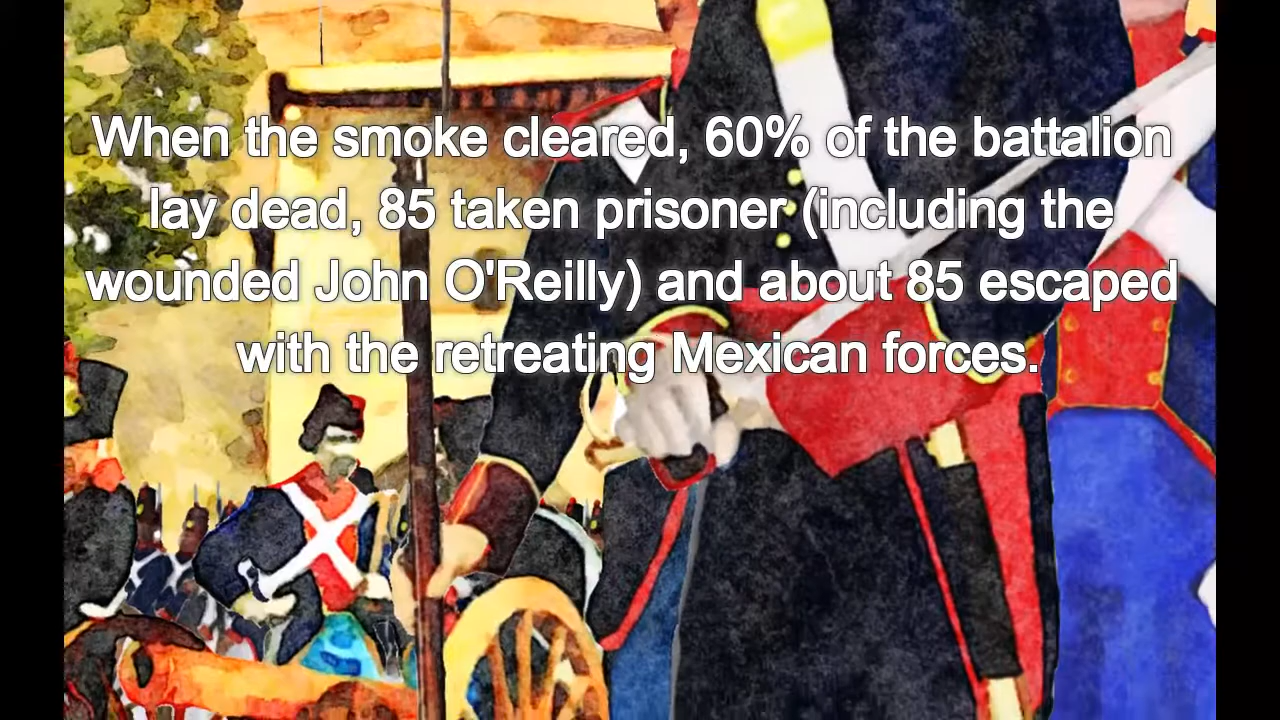 When the smoke cleared, 60% of the battalion
lay dead, 85 taken prisoner (including the
wounded John O'Reilly) and about 85 escaped
with the retreating Mexican forces.